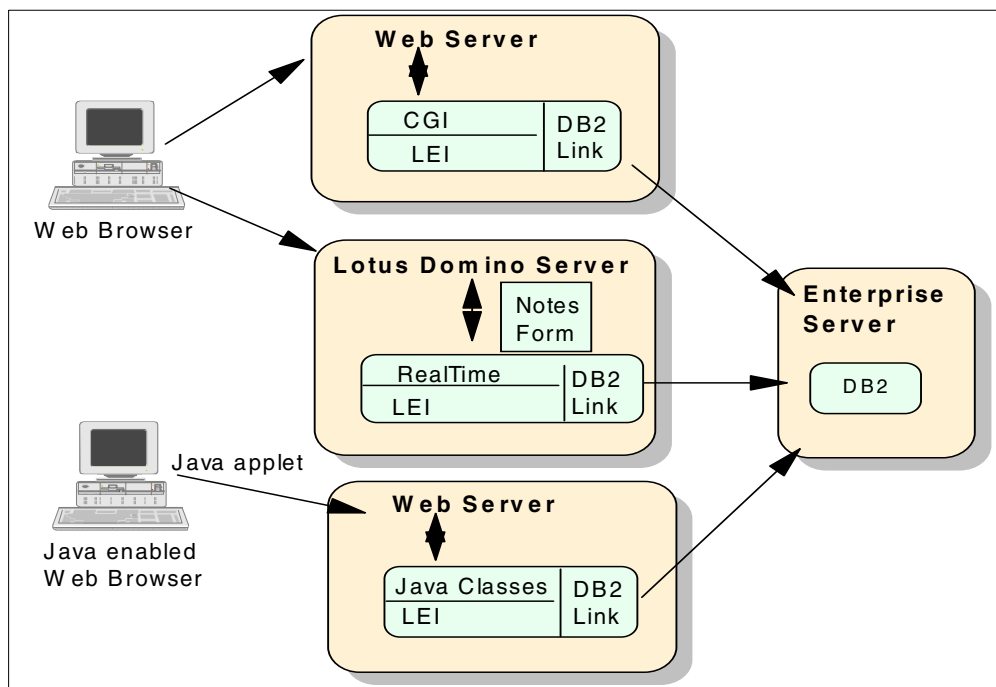 Web Server
CGI
LEI
DB2
Link
Web Browser
Lotus Domino Server
Notes
Form
RealTime
LEI
DB2
Link
Enterprise
Server
DB2
Java applet
Java enabled
Web Browser
Web Server
Java Classes
LEI
DB2
Link